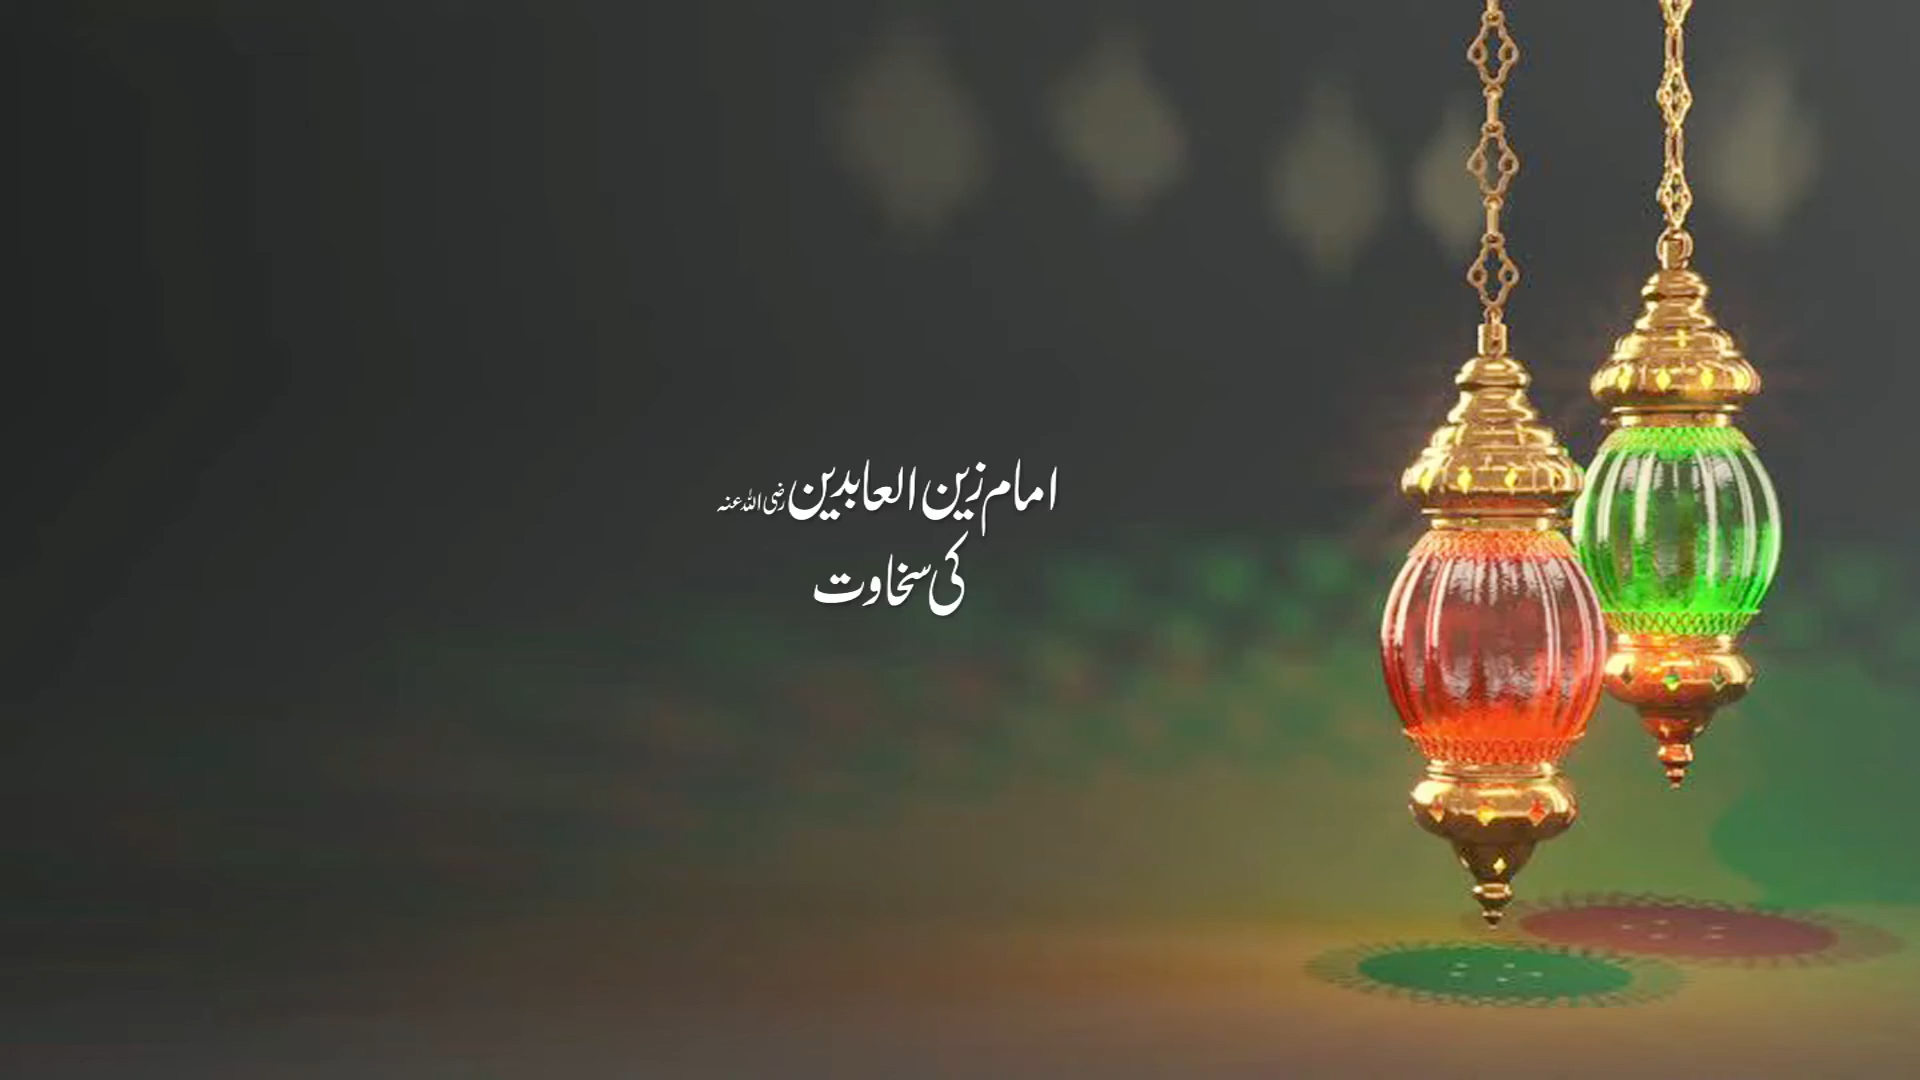 امام زین العابدین رضی اللہ عنہ
کی سخاوت